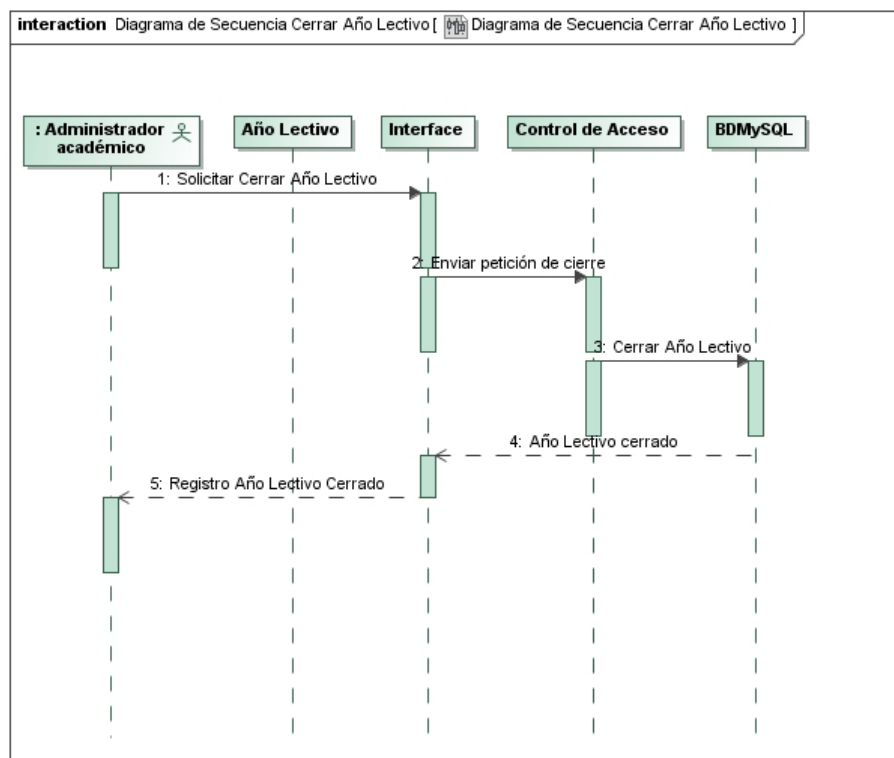 interaction Diagrama de Secuencia Cerrar Año Lectivo [ Diagrama de Secuencia Cerrar Año Lectivo ]
: Administrador
académico
Año Lectivo
Interface
Control de Acceso
BDMySQL
1: Solicitar Cerrar Año Lectivo
2: Enviar petición de cierre
3: Cerrar Año Lectivo
4: Año Lectivo cerrado
5: Registro Año Lectivo Cerrado